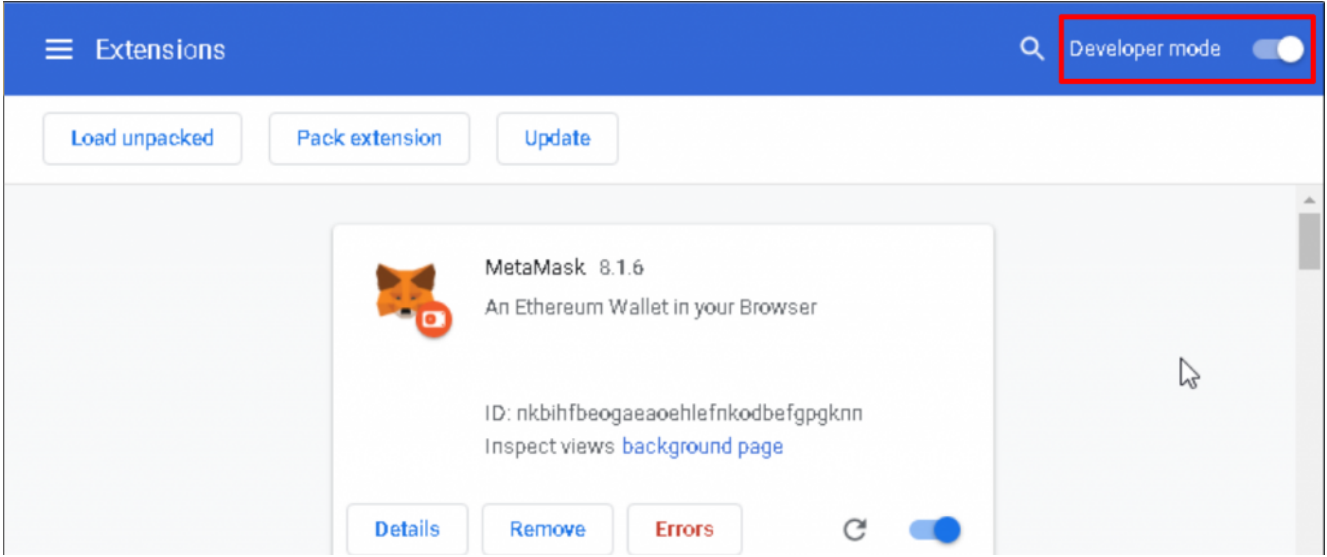 Extensions
Developer mode
Load unpacked
Pack extension
Update
MetaMask 8.1.6
An Ethereum Wallet in your Browser
ID: nkbihfbeogaeaoehlefnkodbefgpgknn
Inspect views background page
Details
Remove
Errors